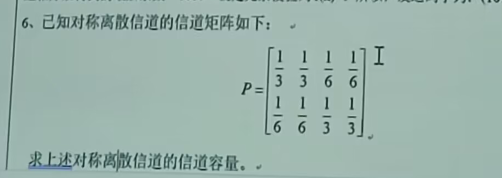 6、已知对称离散信道的信道矩阵如下：
P = [ 1/3 1/3 1/6 1/6
1/6 1/6 1/3 1/3 ]
求上述对称离散信道的信道容量。